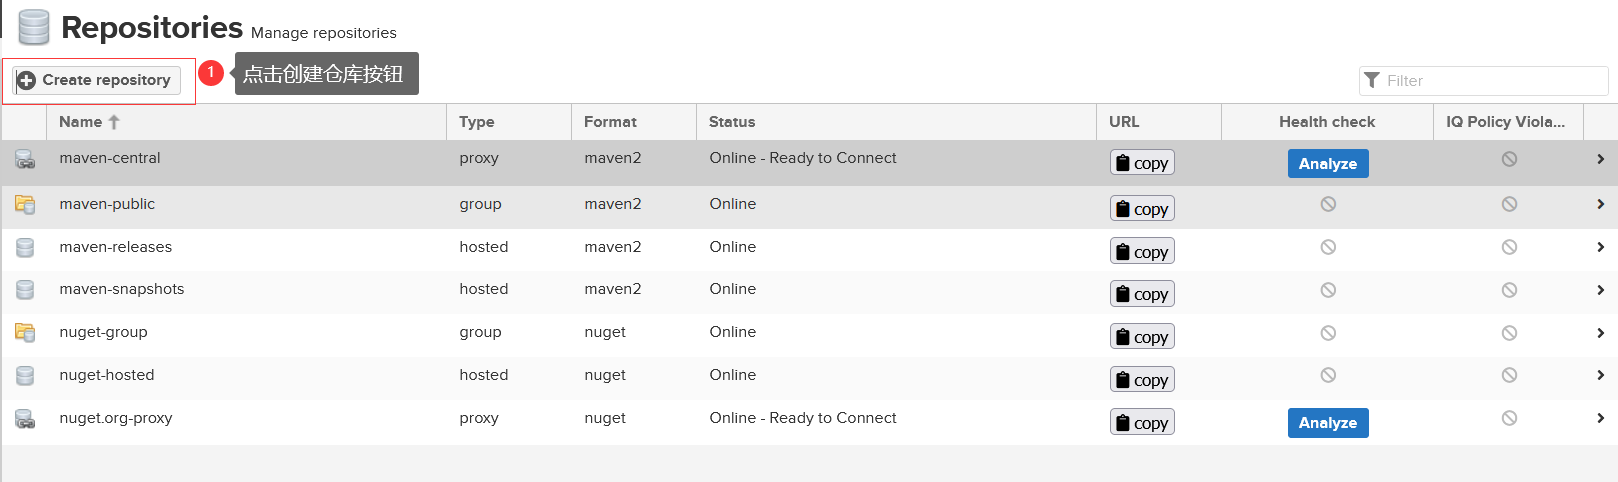 Repositories Manage repositories
Create repository 1 点击创建仓库按钮 Filter
Name Type Format Status URL Health check IQ Policy Viola...
maven-central proxy maven2 Online - Ready to Connect copy Analyze
maven-public group maven2 Online copy
maven-releases hosted maven2 Online copy
maven-snapshots hosted maven2 Online copy
nuget-group group nuget Online copy
nuget-hosted hosted nuget Online copy
nuget.org-proxy proxy nuget Online - Ready to Connect copy Analyze